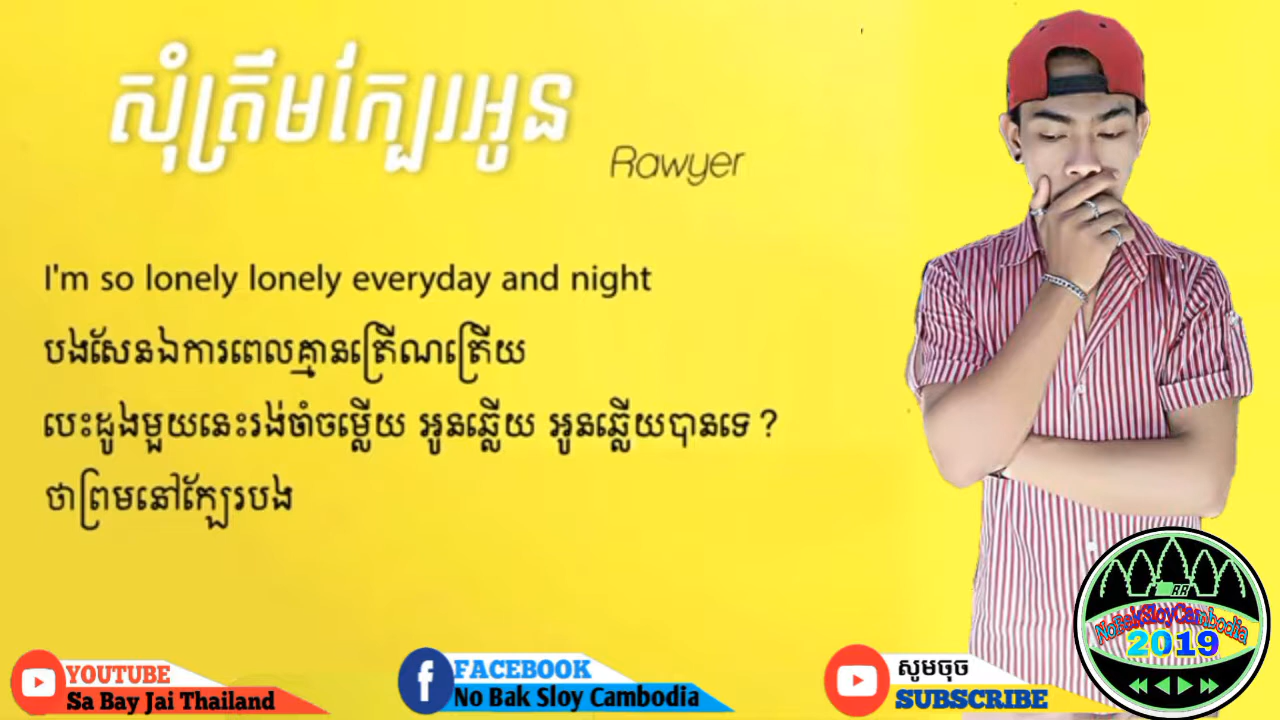 សុំត្រឹមក្បែរអូន
Rawyer
I'm so lonely lonely everyday and night
បងសែនឯការពេលគ្មានត្រើណត្រើយ
បេះដូងមួយនេះរង់ចាំចម្លើយ អូនឆ្លើយ អូនឆ្លើយបានទេ ?
ថាព្រមនៅក្បែរបង
RR
NoBakSloyCambodia
2019
YOUTUBE
Sa Bay Jai Thailand
FACEBOOK
No Bak Sloy Cambodia
សូមចុច
SUBSCRIBE